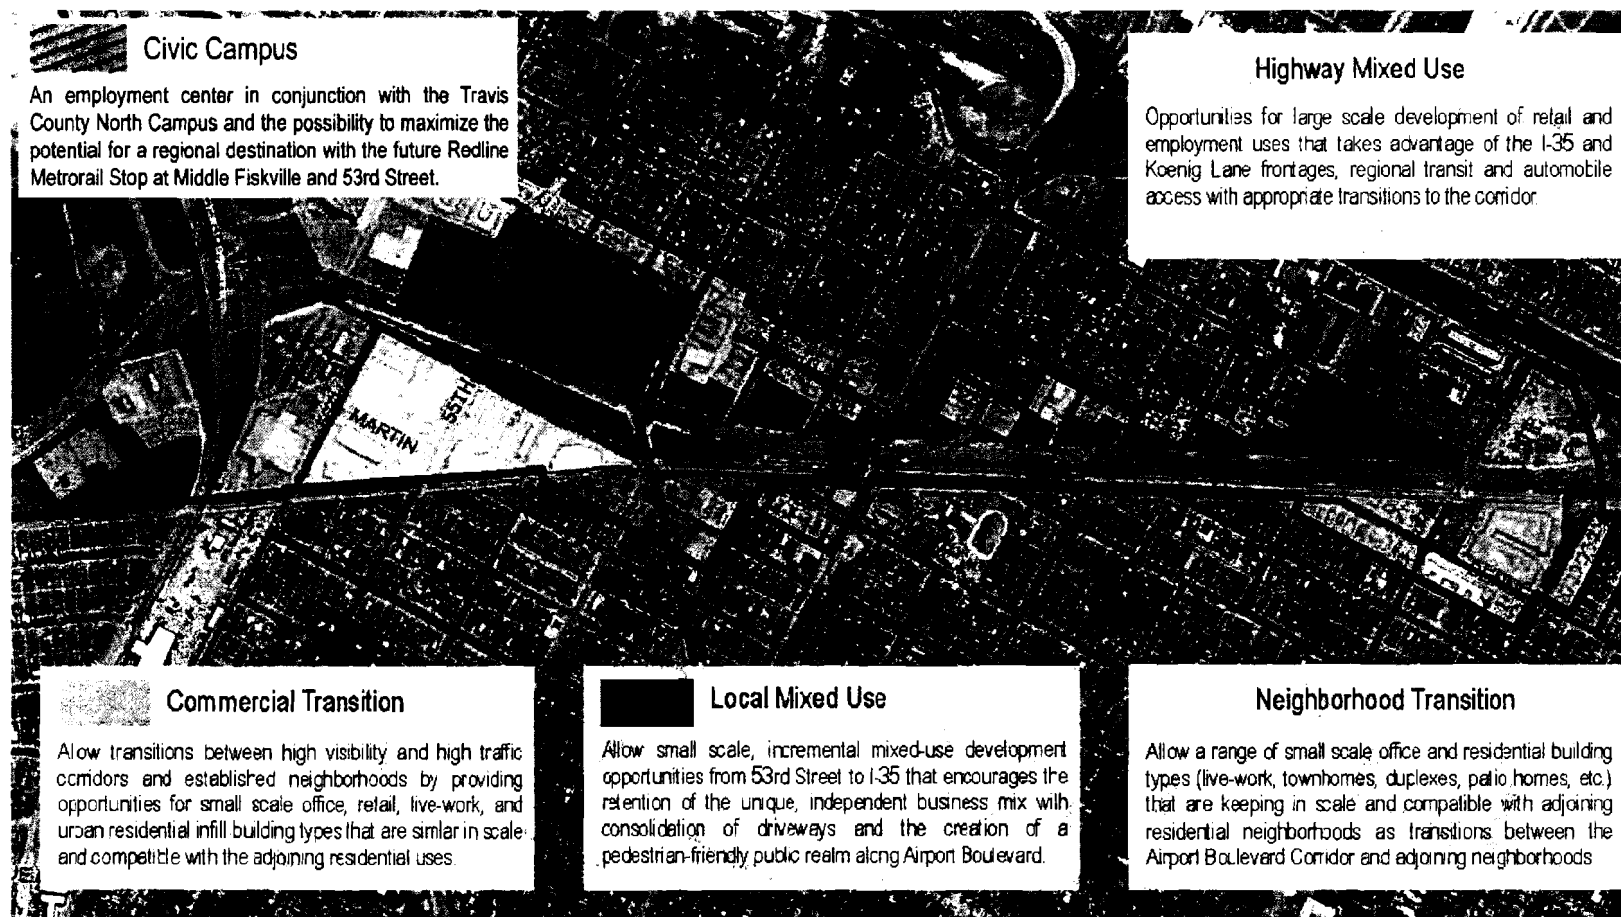 Civic Campus
An employment center in conjunction with the Travis
County North Campus and the possibility to maximize the
potential for a regional destination with the future Redline
Metrorail Stop at Middle Fiskville and 53rd Street.
Highway Mixed Use
Opportunities for large scale development of retail and
employment uses that takes advantage of the I-35 and
Koenig Lane frontages, regional transit and automobile
access with appropriate transitions to the corridor
55TH
MARTIN
Commercial Transition
Allow transitions between high visibility and high traffic
corridors and established neighborhoods by providing
opportunities for small scale office, retail, live-work, and
urban residential infill building types that are similar in scale
and compatible with the adjoining residential uses.
Local Mixed Use
Allow small scale, incremental mixed-use development
opportunities from 53rd Street to I-35 that encourages the
retention of the unique, independent business mix with
consolidation of driveways and the creation of a
pedestrian-friendly public realm along Airport Boulevard.
Neighborhood Transition
Allow a range of small scale office and residential building
types (live-work, townhomes, duplexes, patio homes, etc.)
that are keeping in scale and compatible with adjoining
residential neighborhoods as transitions between the
Airport Boulevard Corridor and adjoining neighborhoods